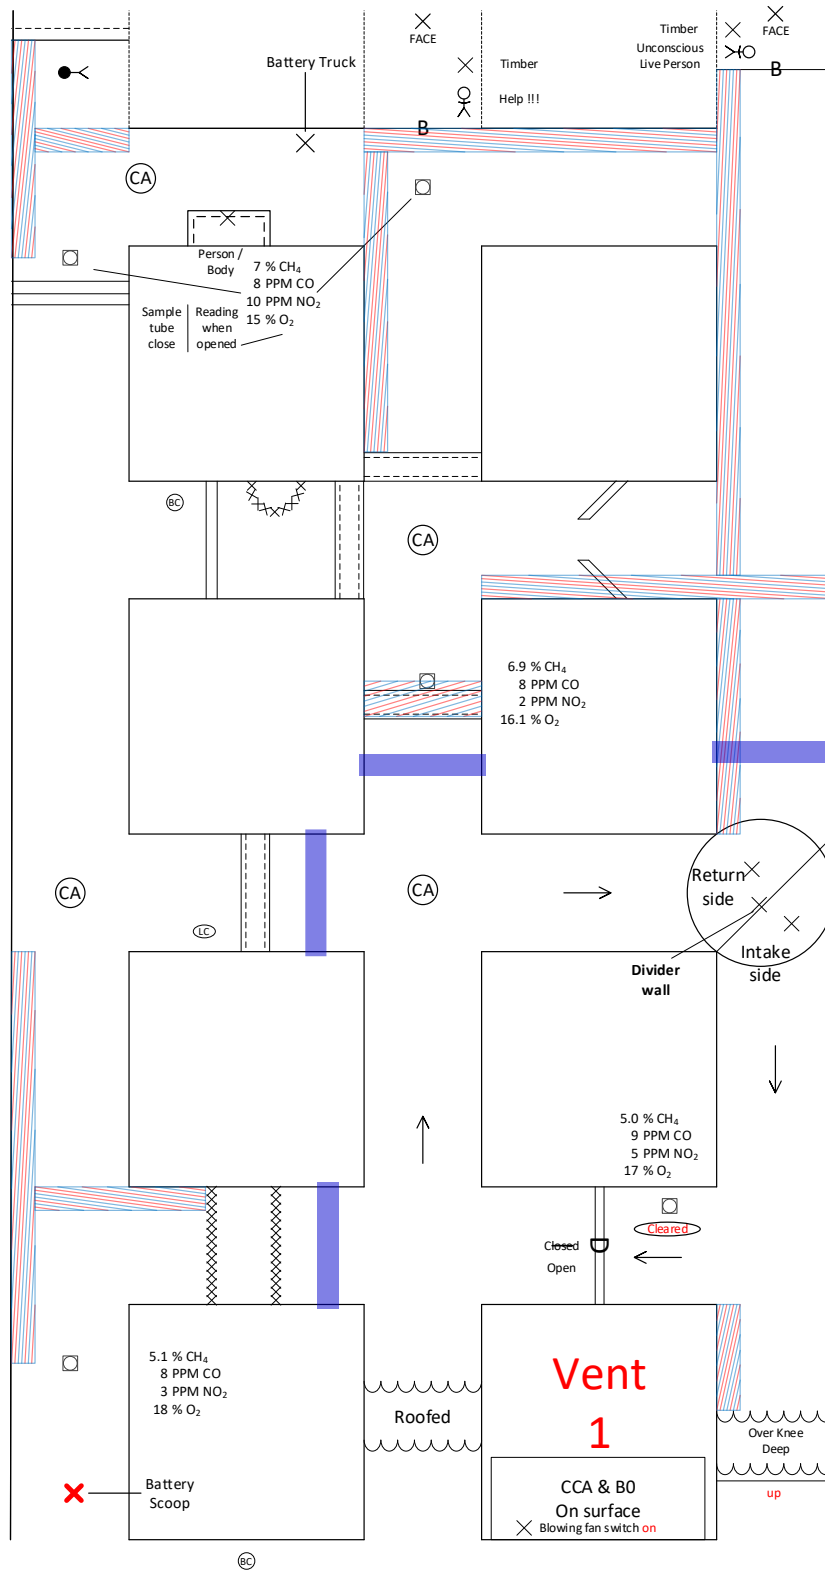 FACE
Timber
Help !!!
B
Battery Truck
Timber
Unconscious
Live Person
FACE
B
CA
Person /
Body
7 % CH₄
8 PPM CO
10 PPM NO₂
15 % O₂
Sample
tube
close
Reading
when
opened
BC
CA
6.9 % CH₄
8 PPM CO
2 PPM NO₂
16.1 % O₂
CA
LC
CA
Return
side
Intake
side
Divider
wall
5.0 % CH₄
9 PPM CO
5 PPM NO₂
17 % O₂
Cleared
Closed
Open
D
5.1 % CH₄
8 PPM CO
3 PPM NO₂
18 % O₂
Roofed
Vent
1
Over Knee
Deep
up
Battery
Scoop
CCA & B0
On surface
Blowing fan switch on
BC